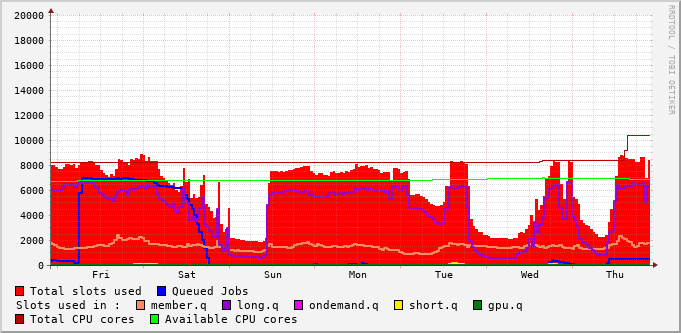 RRDTOOL / TOBI OETIKER
20000
18000
16000
14000
12000
10000
8000
6000
4000
2000
0
Fri Sat Sun Mon Tue Wed Thu
Total slots used Queued Jobs
Slots used in : member.q long.q ondemand.q short.q gpu.q
Total CPU cores Available CPU cores